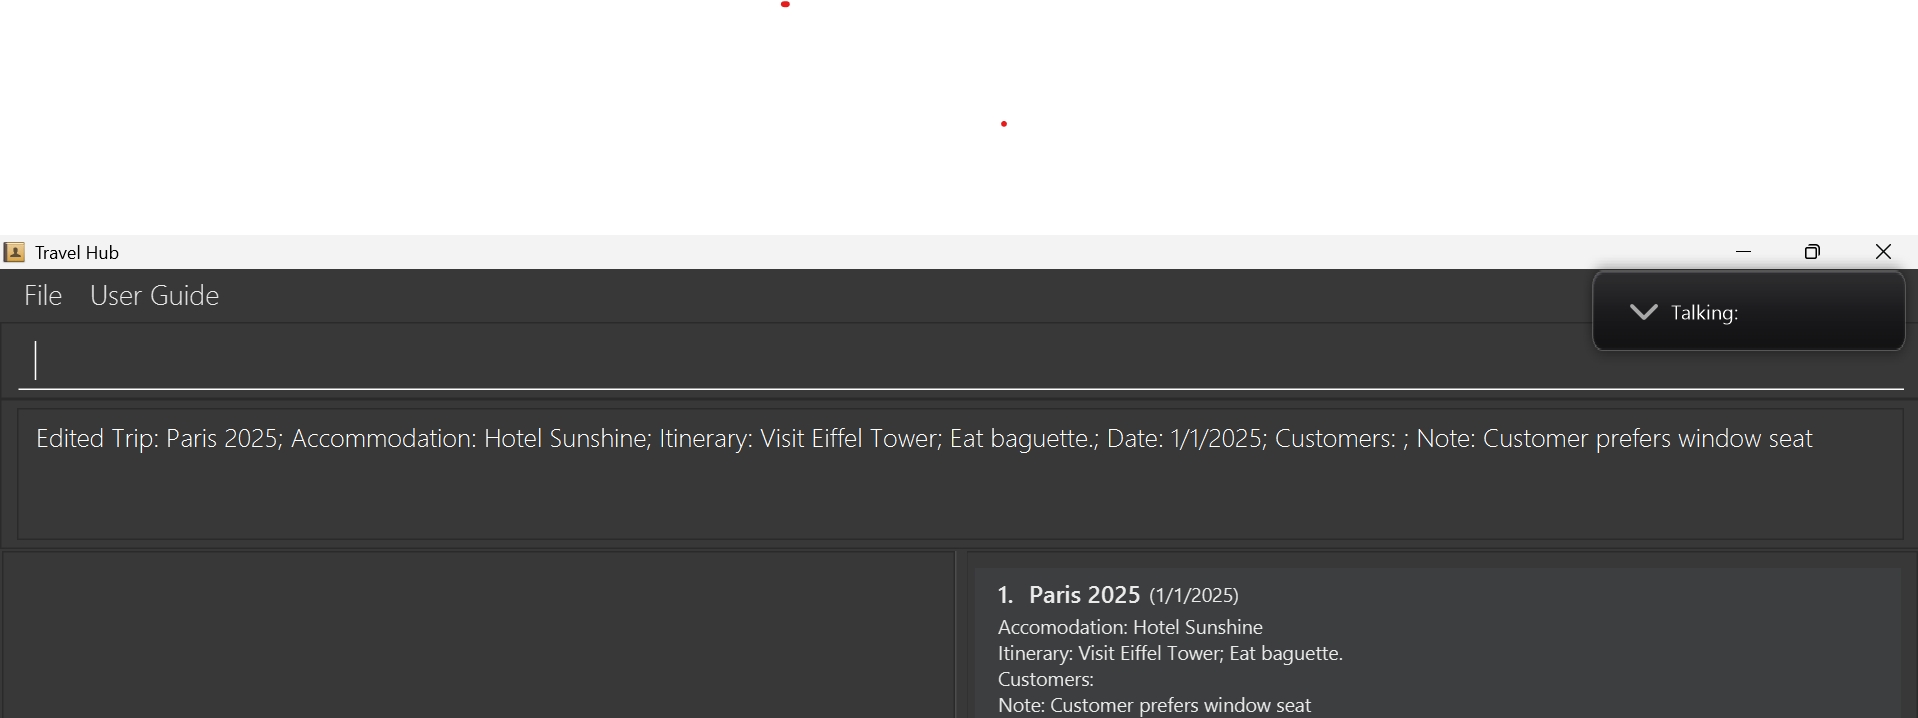 Travel Hub
File User Guide
Talking:
Edited Trip: Paris 2025; Accommodation: Hotel Sunshine; Itinerary: Visit Eiffel Tower; Eat baguette.; Date: 1/1/2025; Customers: ; Note: Customer prefers window seat
1. Paris 2025 (1/1/2025)
Accomodation: Hotel Sunshine
Itinerary: Visit Eiffel Tower; Eat baguette.
Customers:
Note: Customer prefers window seat